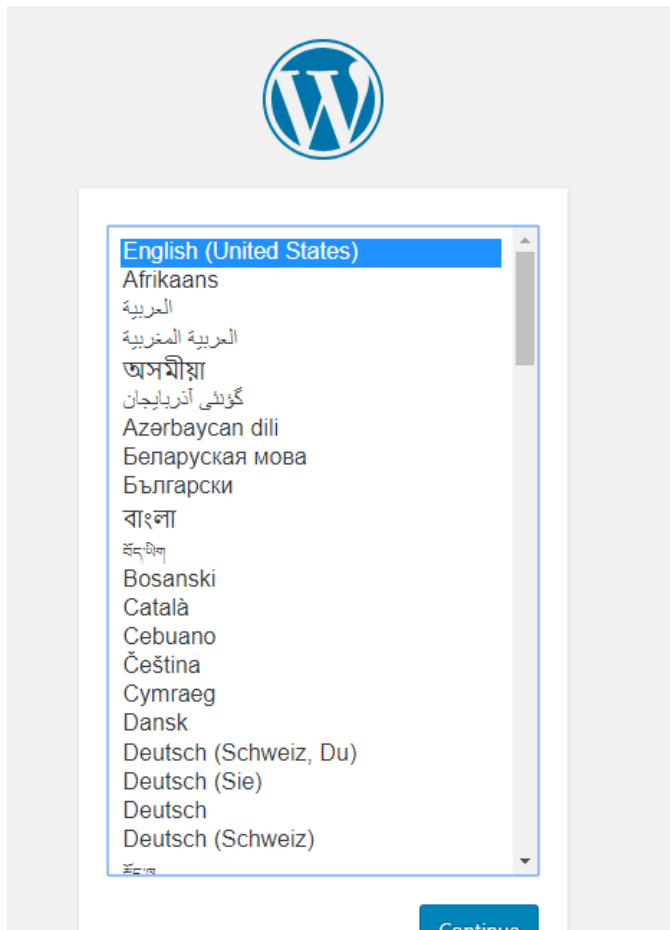 English (United States)
Afrikaans
العربية
العربية المغربية
অসমীয়া
گؤنئی آذربایجان
Azərbaycan dili
Беларуская мова
Български
বাংলা
བོད་ཡིག
Bosanski
Català
Cebuano
Čeština
Cymraeg
Dansk
Deutsch (Schweiz, Du)
Deutsch (Sie)
Deutsch
Deutsch (Schweiz)
Continue